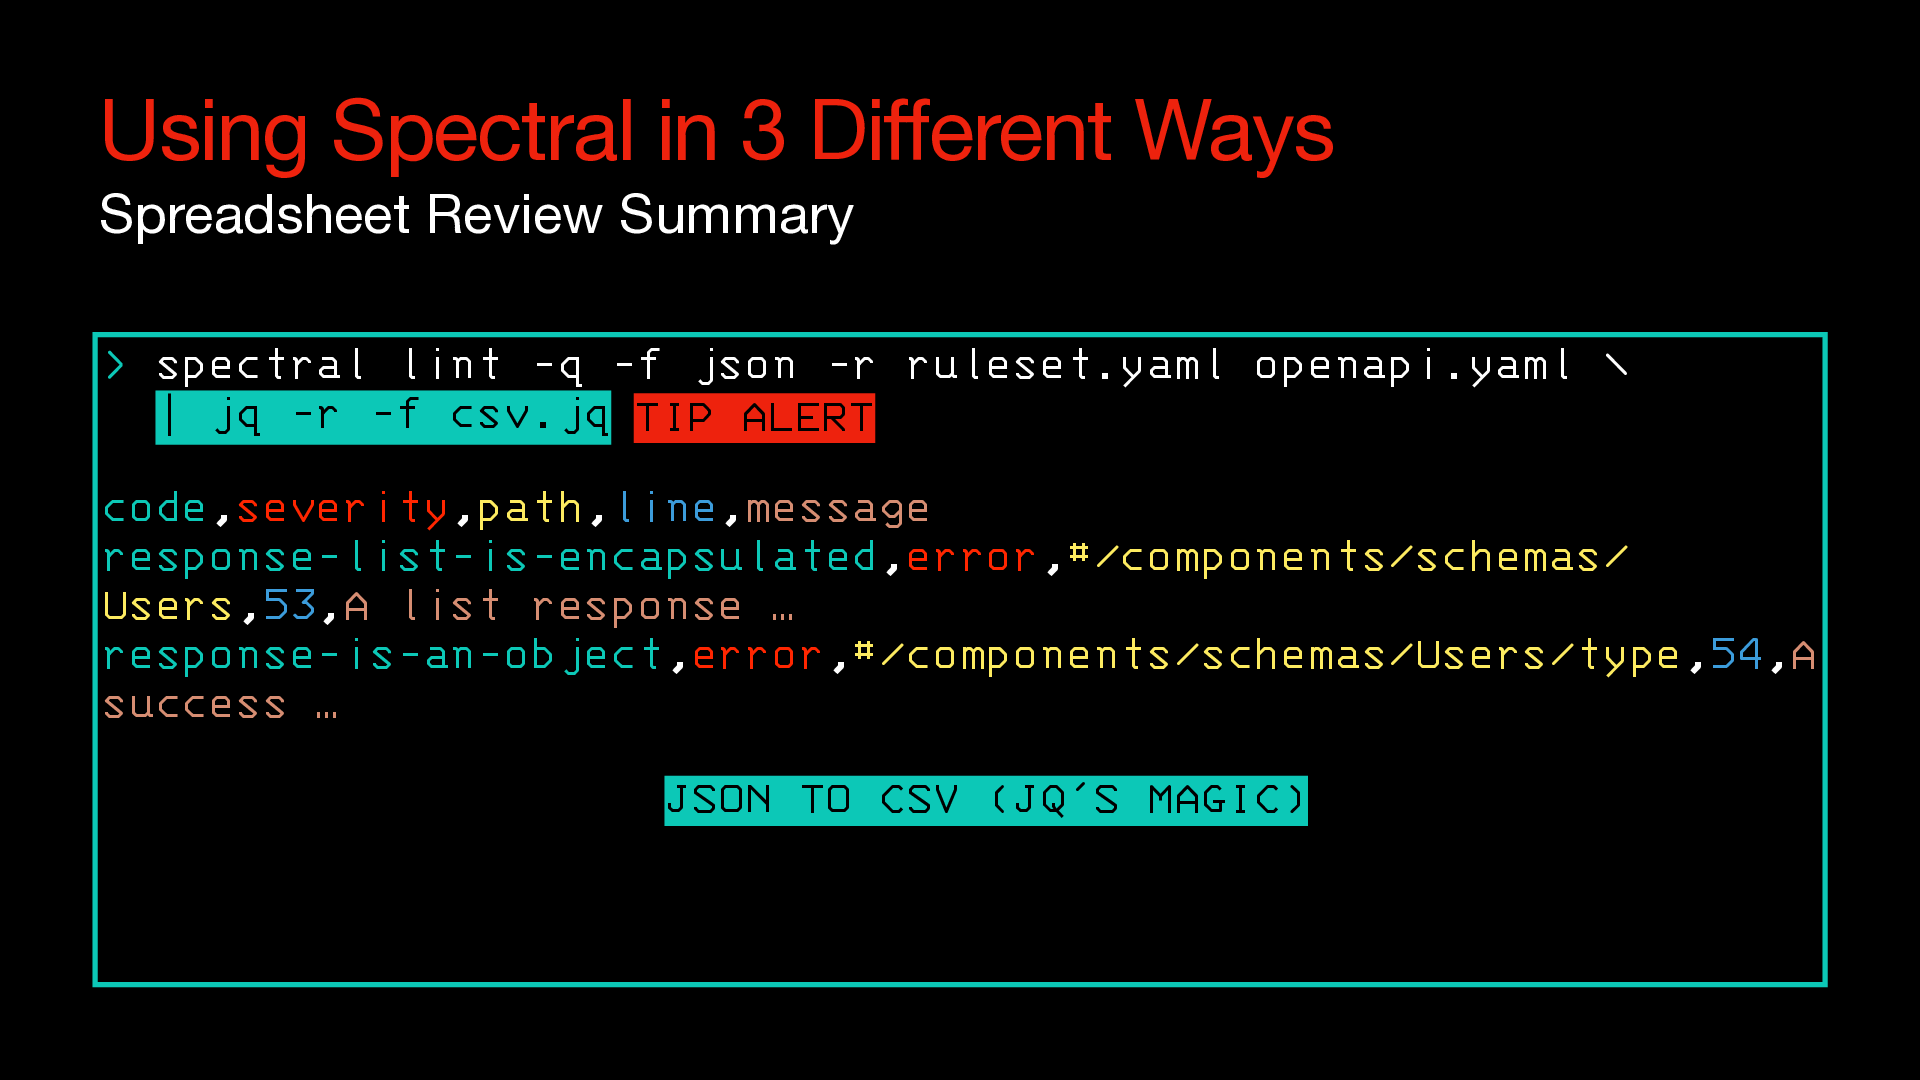 Using Spectral in 3 Different Ways
Spreadsheet Review Summary
> spectral lint -q -f json -r ruleset.yaml openapi.yaml \
| jq -r -f csv.jq TIP ALERT
code,severity,path,line,message
response-list-is-encapsulated,error,#/components/schemas/
Users,53,A list response …
response-is-an-object,error,#/components/schemas/Users/type,54,A
success …
JSON TO CSV (JQ´S MAGIC)